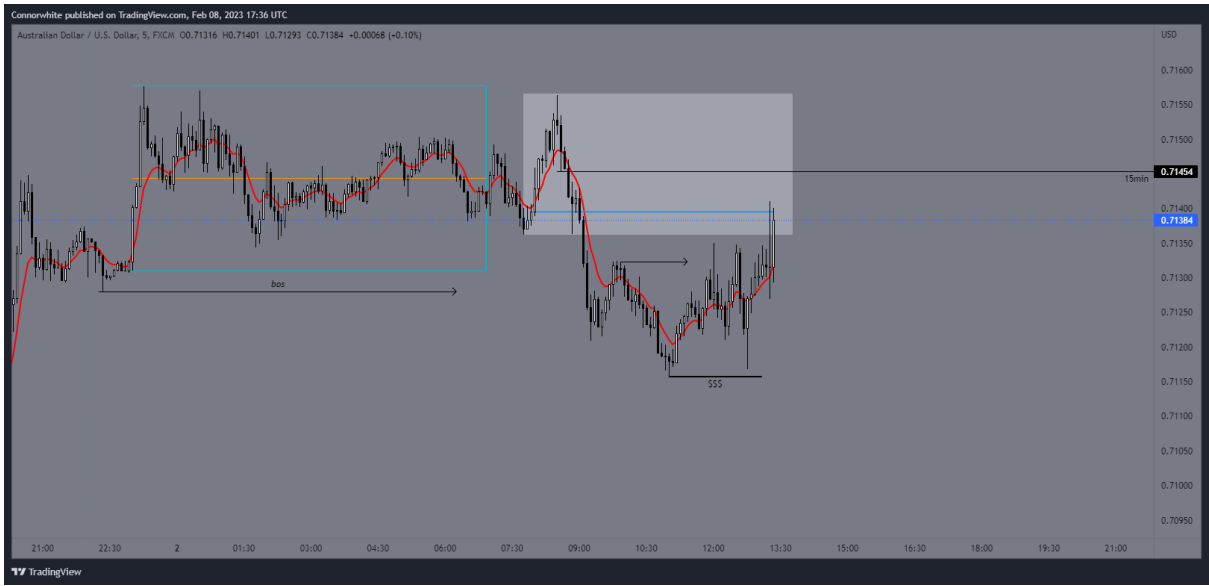 Connorwhite published on TradingView.com, Feb 08, 2023 17:36 UTC
Australian Dollar / U.S. Dollar, 5, FXCM O0.71316 H0.71401 L0.71293 C0.71384 +0.00068 (+0.10%)
USD
0.71600
0.71550
0.71500
0.71454
15min
0.71400
0.71384
0.71350
0.71300
bos
0.71250
0.71200
0.71150
$$$
0.71100
0.71050
0.71000
0.70950
21:00 22:30 2 01:30 03:00 04:30 06:00 07:30 09:00 10:30 12:00 13:30 15:00 16:30 18:00 19:30 21:00
TradingView